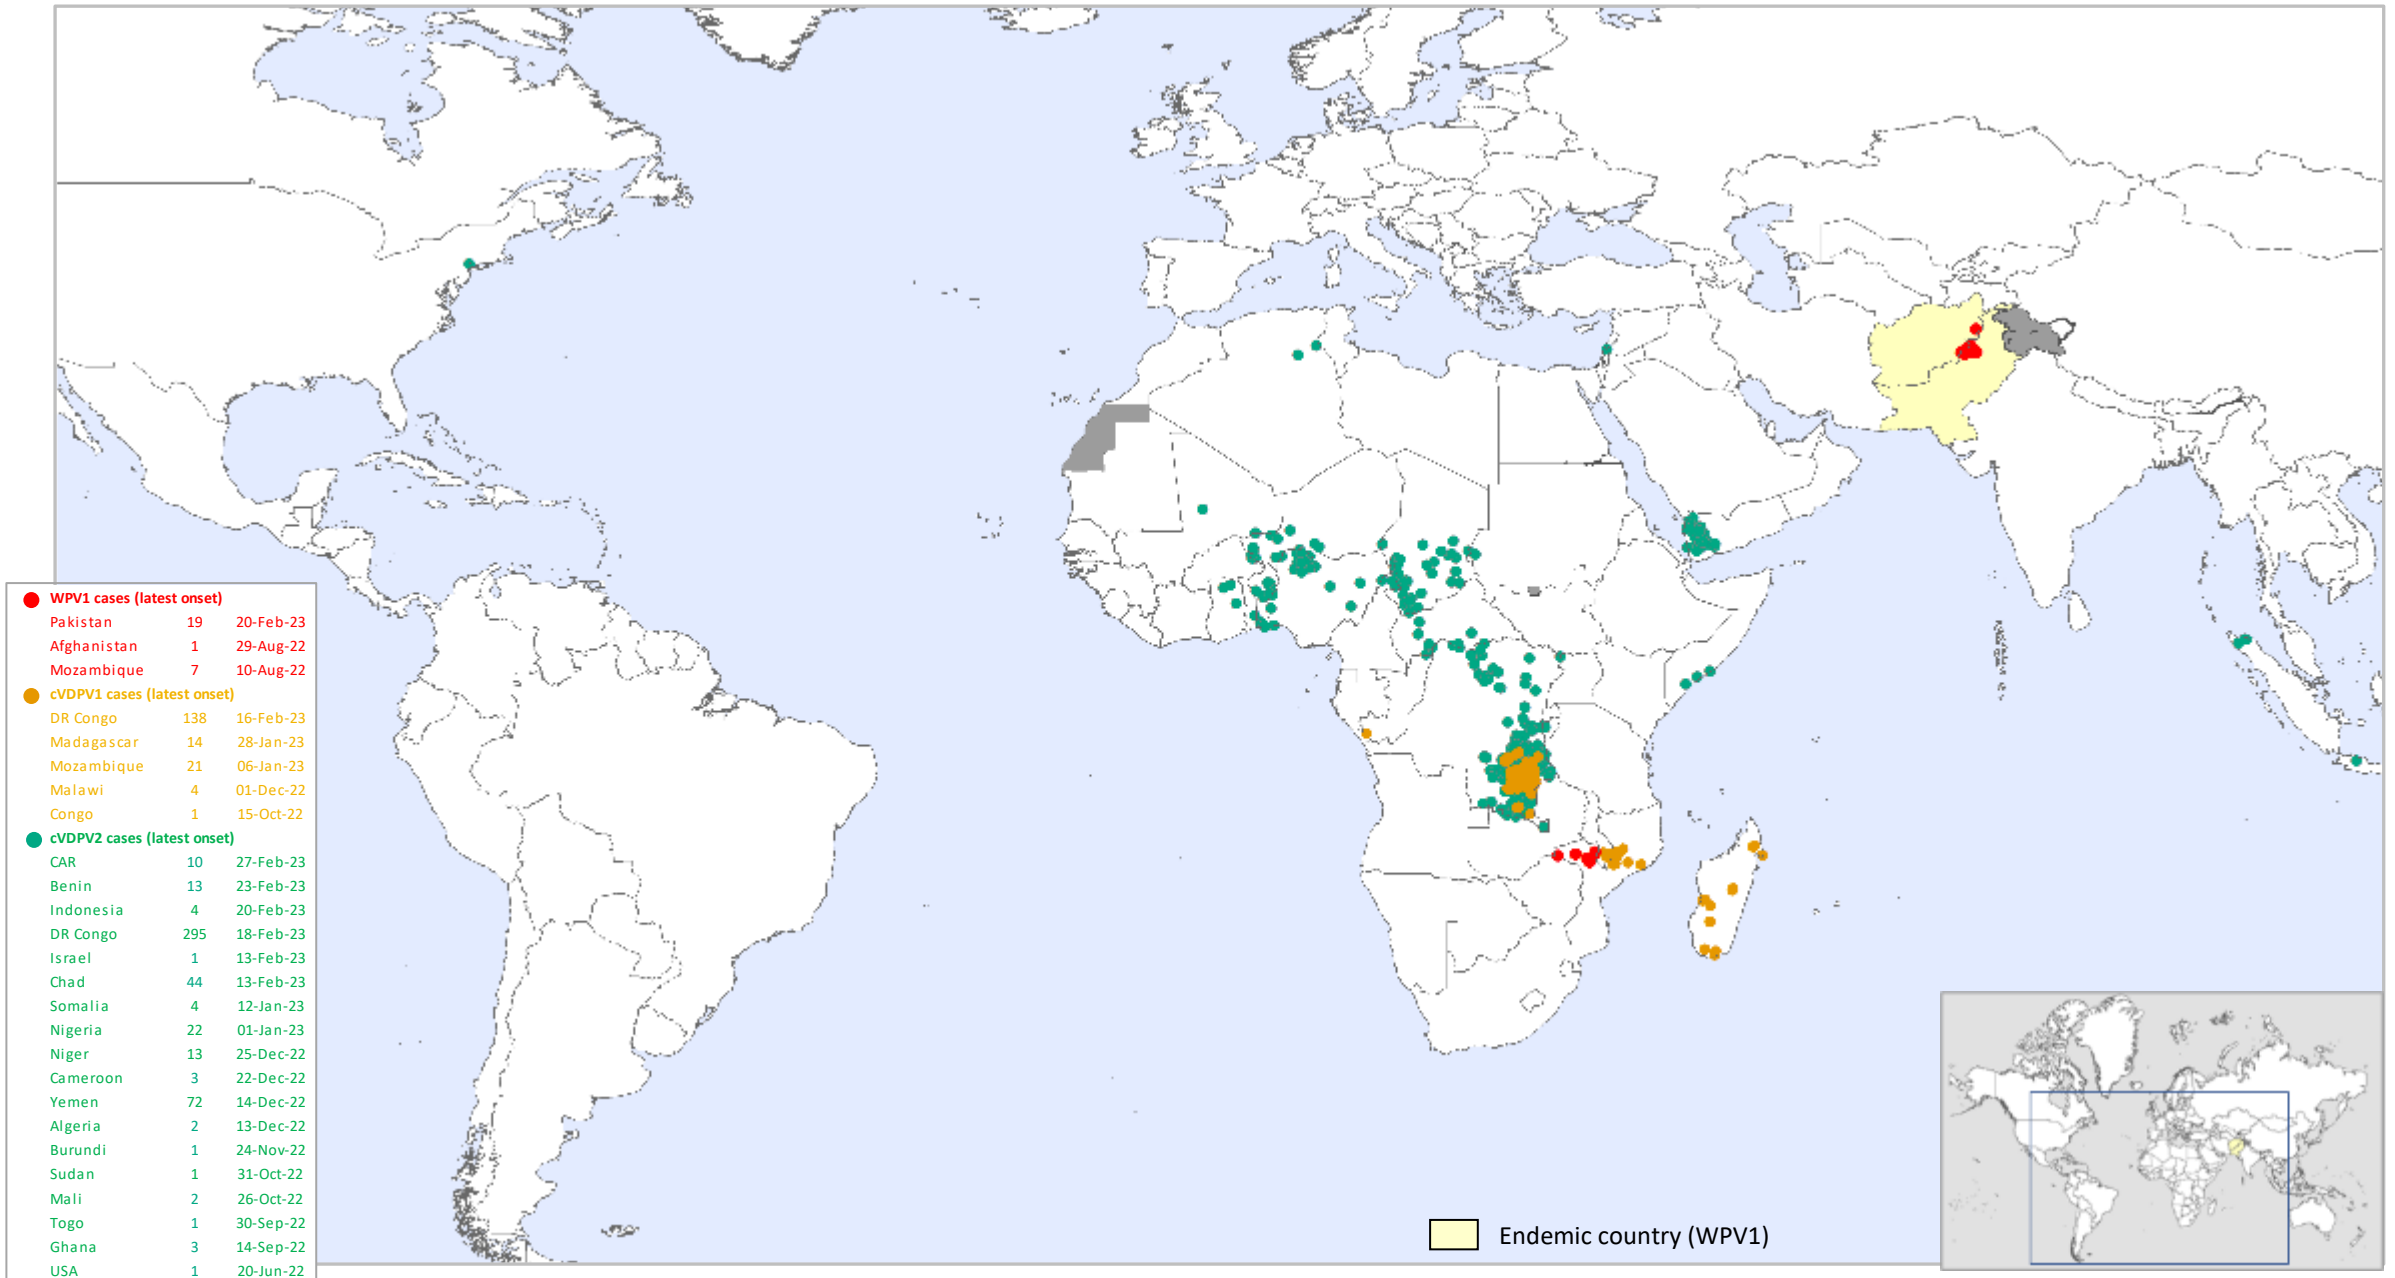 WPV1 cases (latest onset)
Pakistan 19 20-Feb-23
Afghanistan 1 29-Aug-22
Mozambique 7 10-Aug-22
cVDPV1 cases (latest onset)
DR Congo 138 16-Feb-23
Madagascar 14 28-Jan-23
Mozambique 21 06-Jan-23
Malawi 4 01-Dec-22
Congo 1 15-Oct-22
cVDPV2 cases (latest onset)
CAR 10 27-Feb-23
Benin 13 23-Feb-23
Indonesia 4 20-Feb-23
DR Congo 295 18-Feb-23
Israel 1 13-Feb-23
Chad 44 13-Feb-23
Somalia 4 12-Jan-23
Nigeria 22 01-Jan-23
Niger 13 25-Dec-22
Cameroon 3 22-Dec-22
Yemen 72 14-Dec-22
Algeria 2 13-Dec-22
Burundi 1 24-Nov-22
Sudan 1 31-Oct-22
Mali 2 26-Oct-22
Togo 1 30-Sep-22
Ghana 3 14-Sep-22
USA 1 20-Jun-22
Endemic country (WPV1)